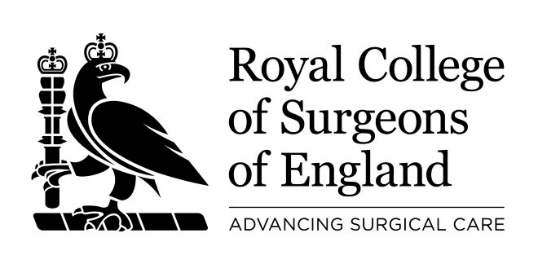 Royal College
of Surgeons
of England
ADVANCING SURGICAL CARE